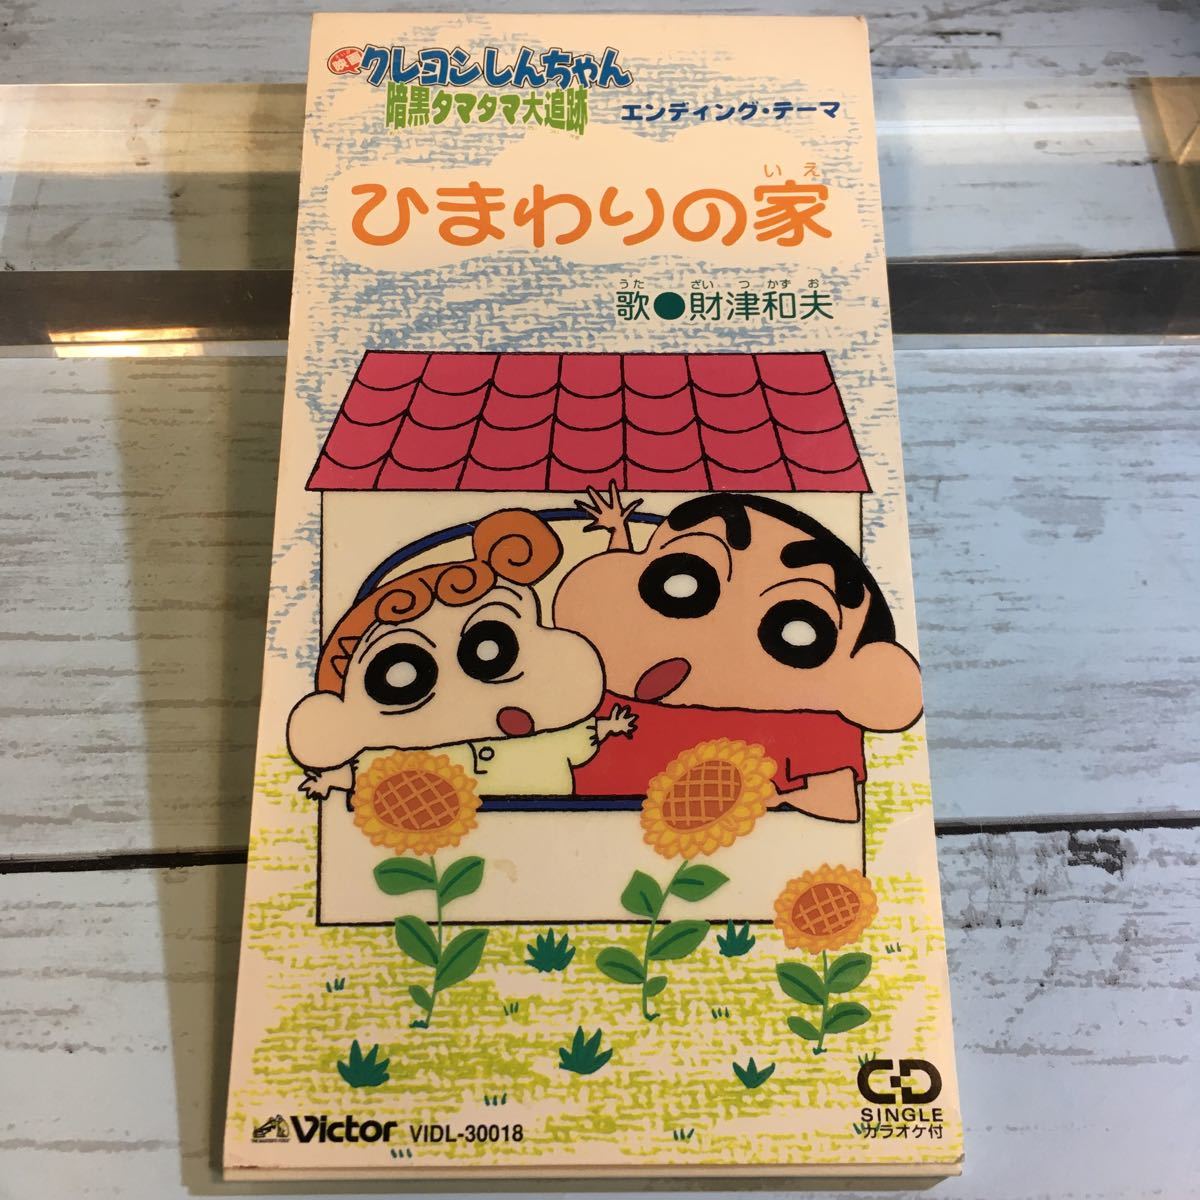 映画
クレヨンしんちゃん
暗黒タマタマ大追跡
エンディング・テーマ
いえ
ひまわりの家
うた ざい つ かず お
歌●財津和夫
Victor VIDL-30018
CD
SINGLE
カラオケ付